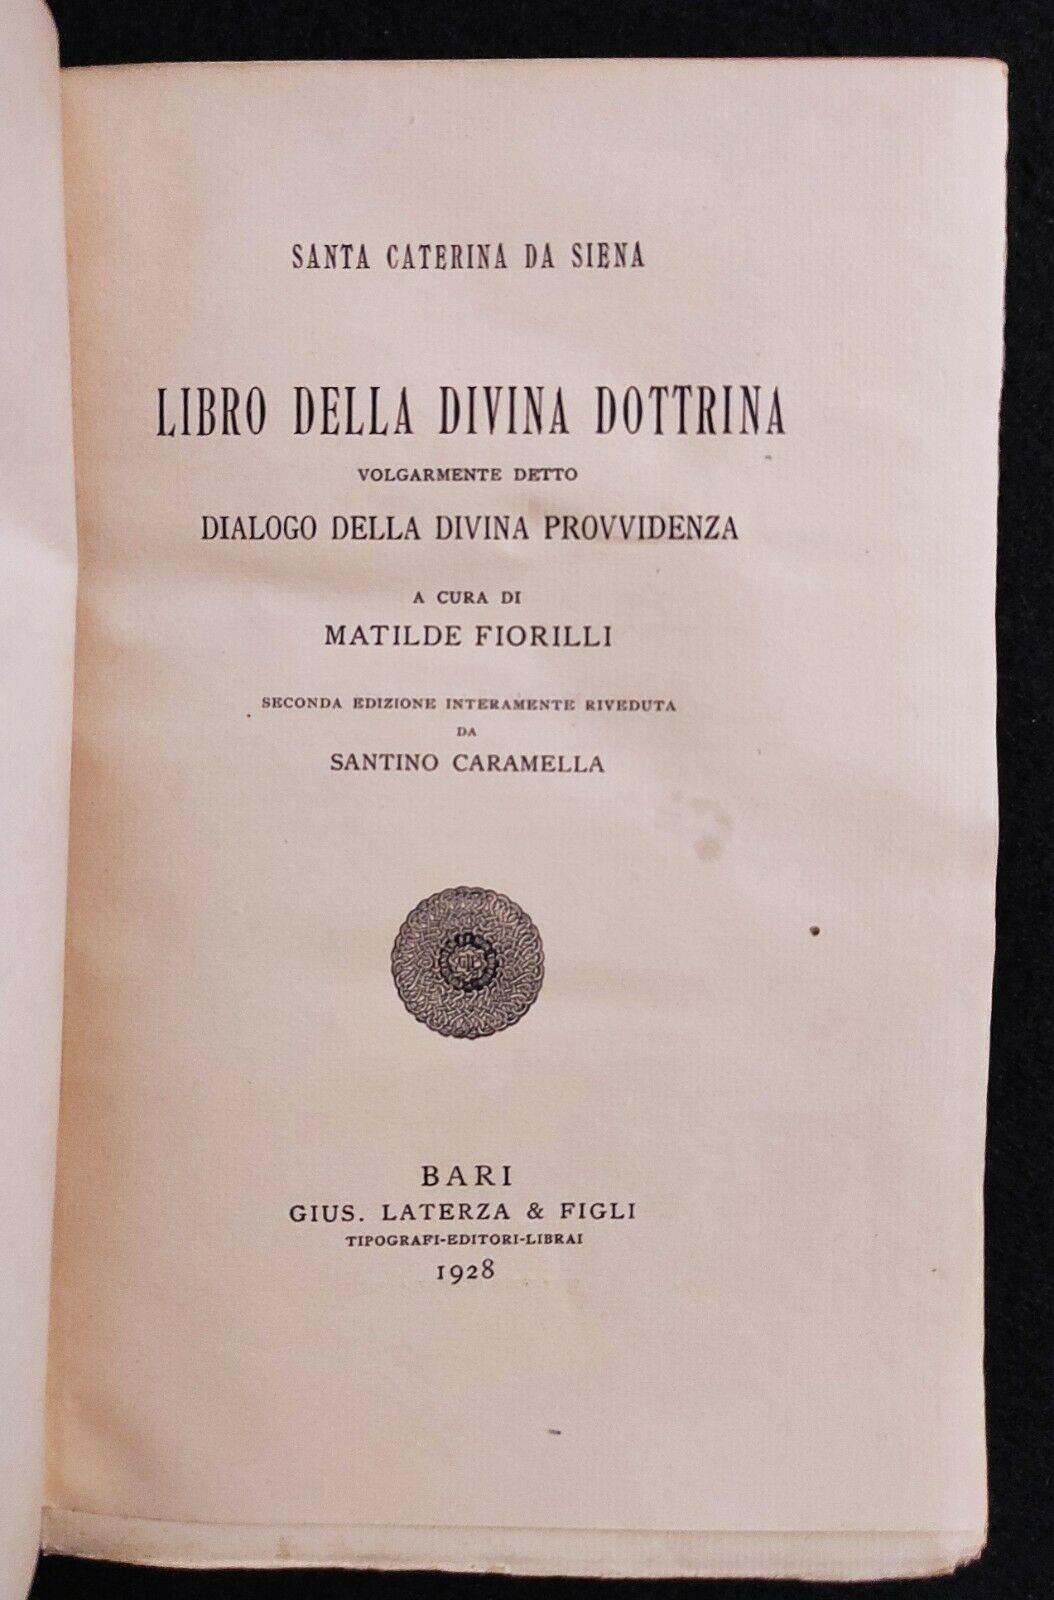 SANTA CATERINA DA SIENA
LIBRO DELLA DIVINA DOTTRINA
VOLGARMENTE DETTO
DIALOGO DELLA DIVINA PROVVIDENZA
A CURA DI
MATILDE FIORILLI
SECONDA EDIZIONE INTERAMENTE RIVEDUTA
DA
SANTINO CARAMELLA
BARI
GIUS. LATERZA & FIGLI
TIPOGRAFI-EDITORI-LIBRAI
1928